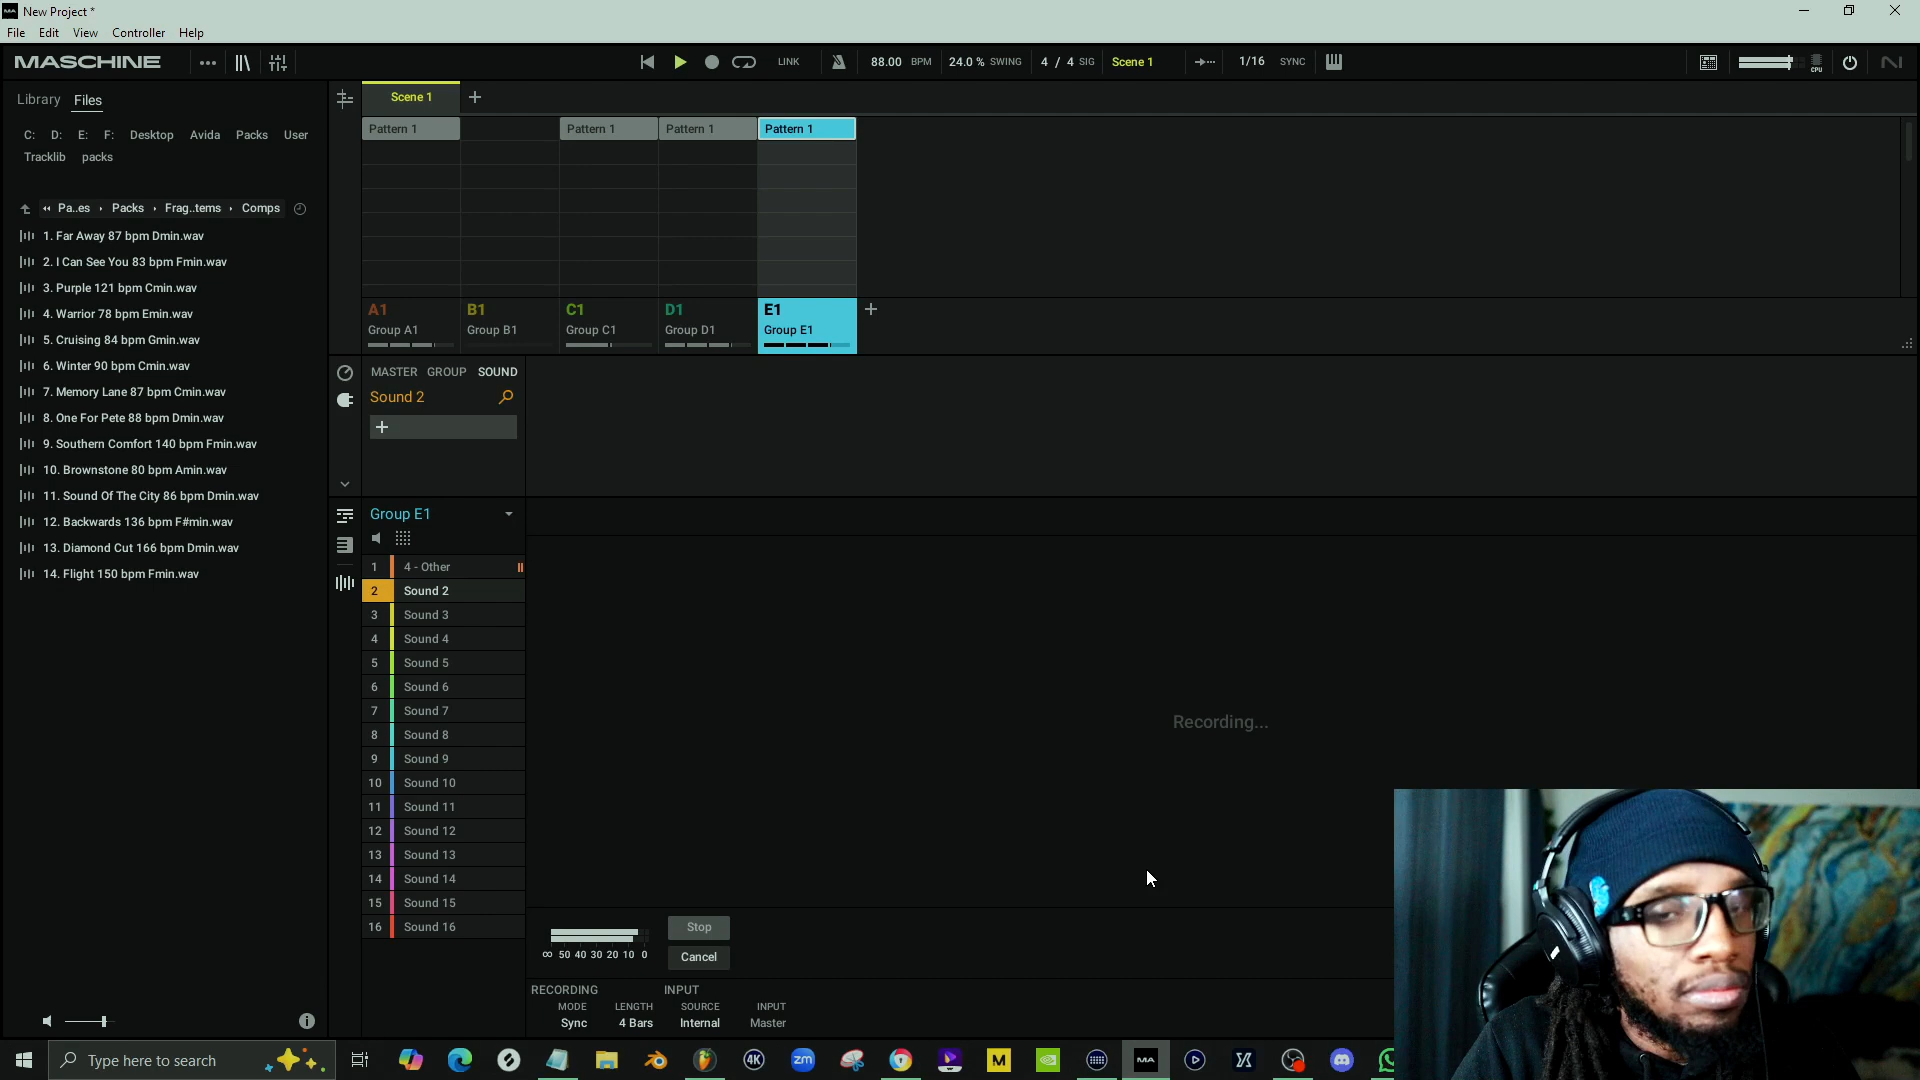 New Project *
File Edit View Controller Help
MASCHINE
LINK 88.00 BPM 24.0 % SWING 4 / 4 SIG Scene 1 1/16 SYNC CPU
Library Files
Scene 1
C: D: E: F: Desktop Avida Packs User
Tracklib packs
Pattern 1 Pattern 1 Pattern 1 Pattern 1
Pa..es Packs Frag..tems Comps
1. Far Away 87 bpm Dmin.wav
2. I Can See You 83 bpm Fmin.wav
3. Purple 121 bpm Cmin.wav
4. Warrior 78 bpm Emin.wav
5. Cruising 84 bpm Gmin.wav
6. Winter 90 bpm Cmin.wav
7. Memory Lane 87 bpm Cmin.wav
8. One For Pete 88 bpm Dmin.wav
9. Southern Comfort 140 bpm Fmin.wav
10. Brownstone 80 bpm Amin.wav
11. Sound Of The City 86 bpm Dmin.wav
12. Backwards 136 bpm F#min.wav
13. Diamond Cut 166 bpm Dmin.wav
14. Flight 150 bpm Fmin.wav
A1 B1 C1 D1 E1
Group A1 Group B1 Group C1 Group D1 Group E1
MASTER GROUP SOUND
Sound 2
Group E1
1 4 - Other
2 Sound 2
3 Sound 3
4 Sound 4
5 Sound 5
6 Sound 6
7 Sound 7
8 Sound 8
9 Sound 9
10 Sound 10
11 Sound 11
12 Sound 12
13 Sound 13
14 Sound 14
15 Sound 15
16 Sound 16
Recording...
Stop
∞ 50 40 30 20 10 0
Cancel
RECORDING INPUT
MODE LENGTH SOURCE INPUT
Sync 4 Bars Internal Master
Type here to search
4K zm M MA